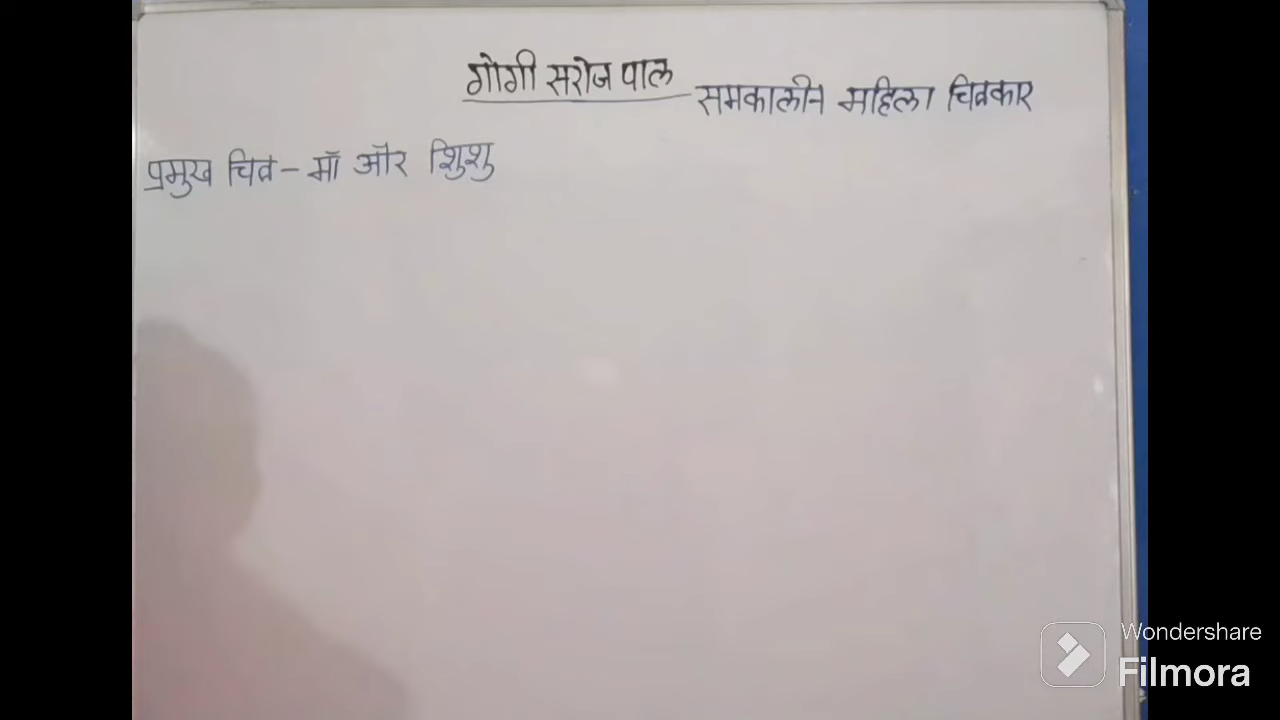 गोगी सरोज पाल
समकालीन महिला चित्रकार
प्रमुख चित्र - माँ और शिशु
Wondershare
Filmora